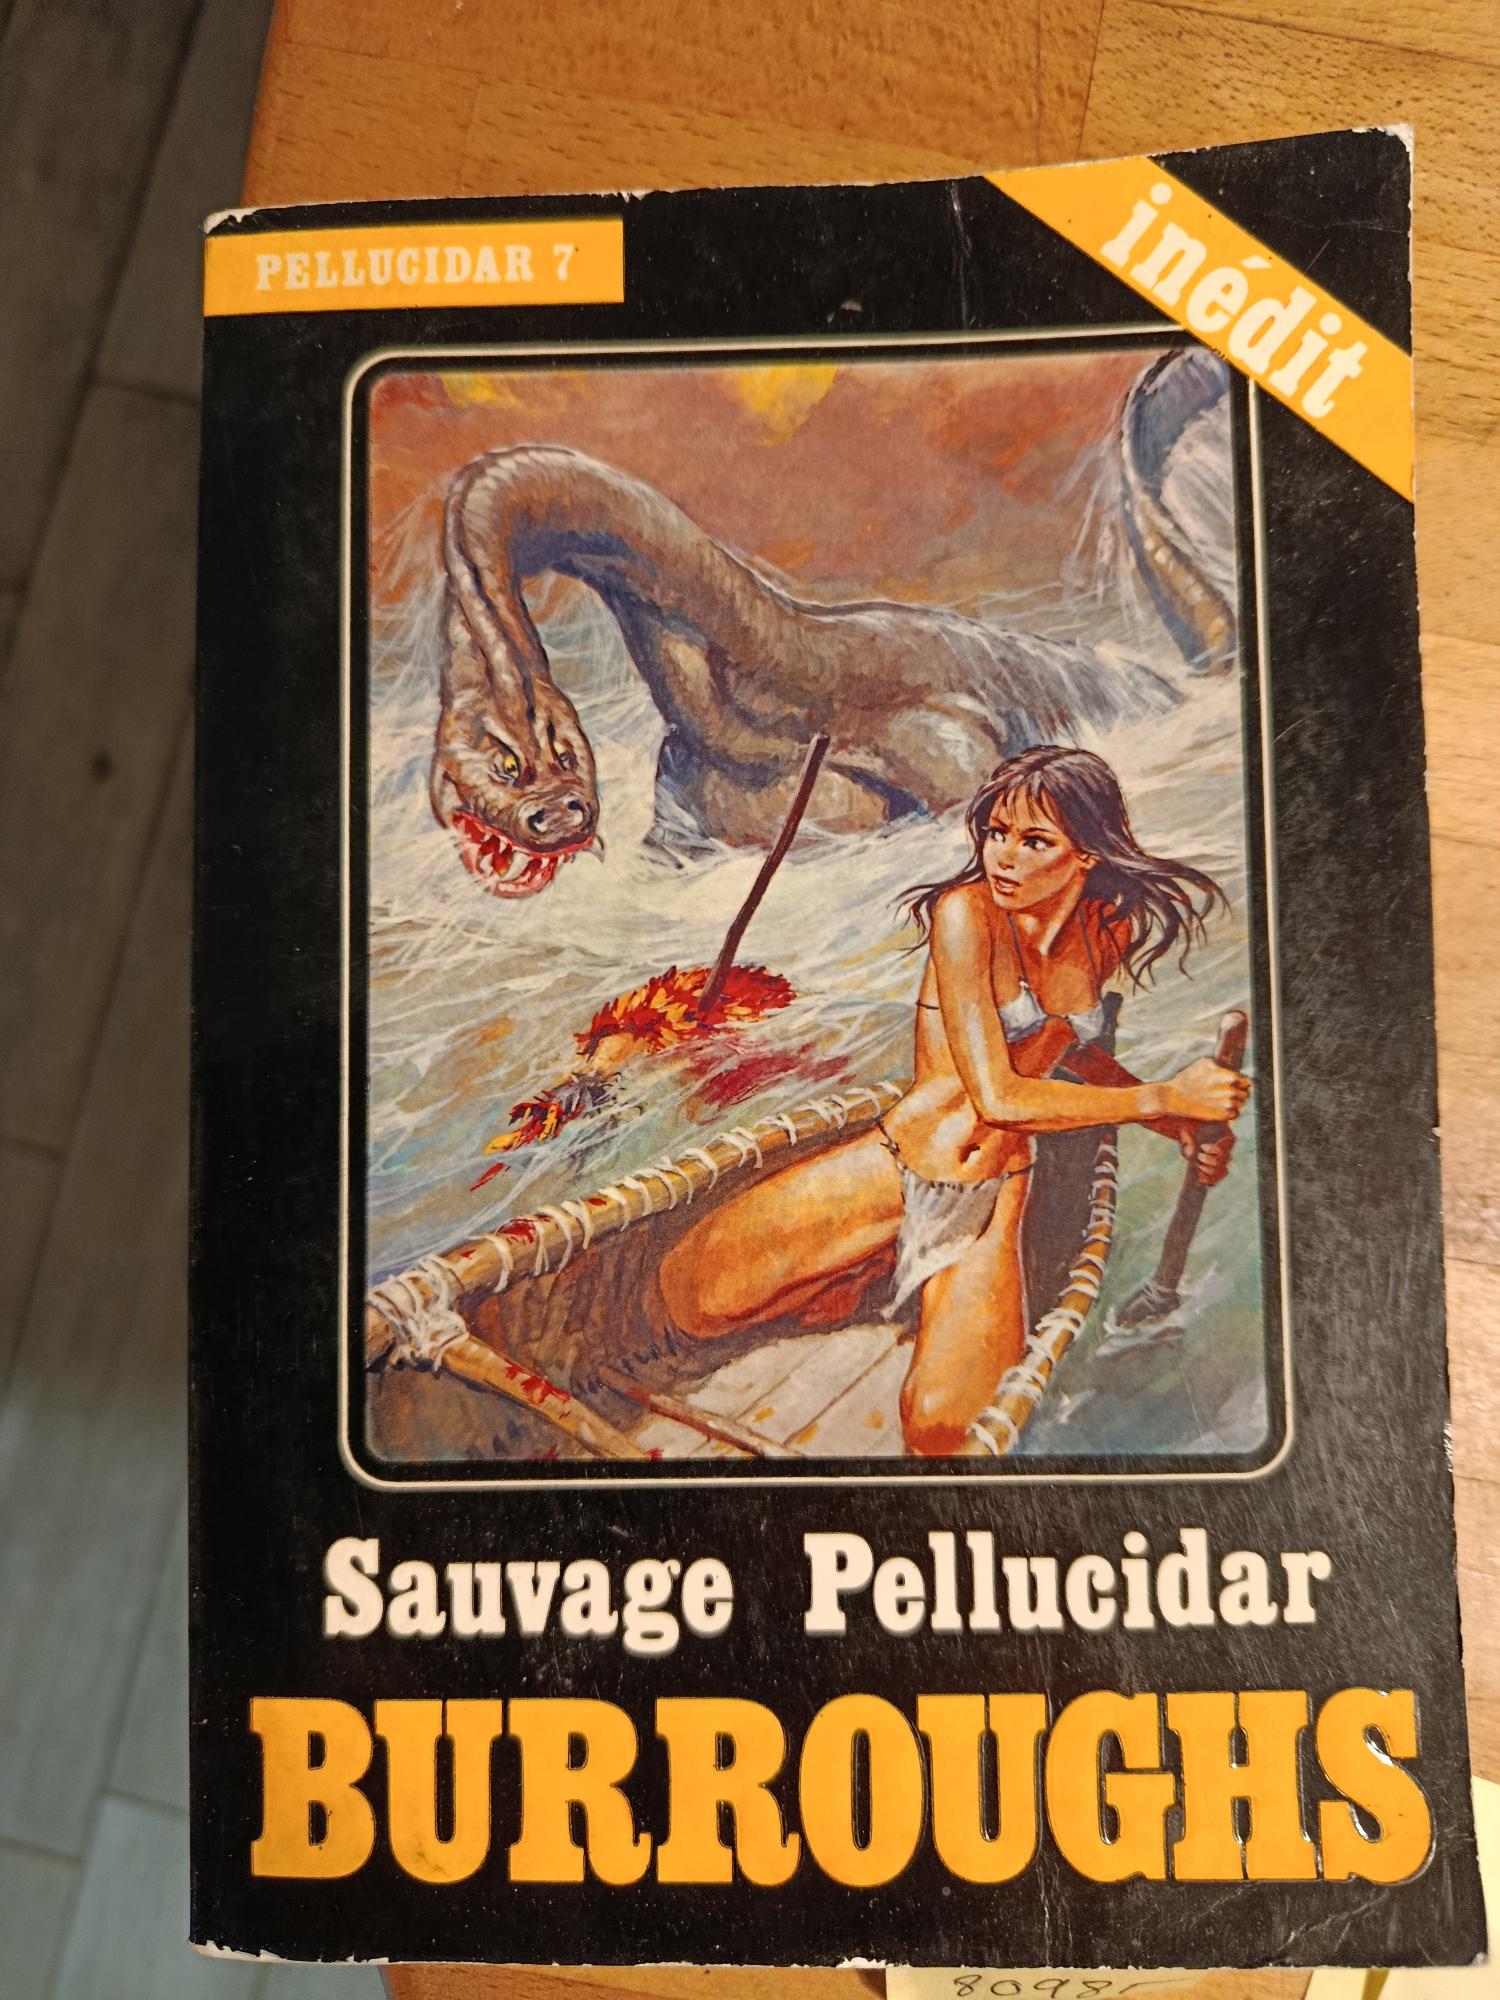 PELLUCIDAR 7
inédit
Sauvage Pellucidar
BURROUGHS